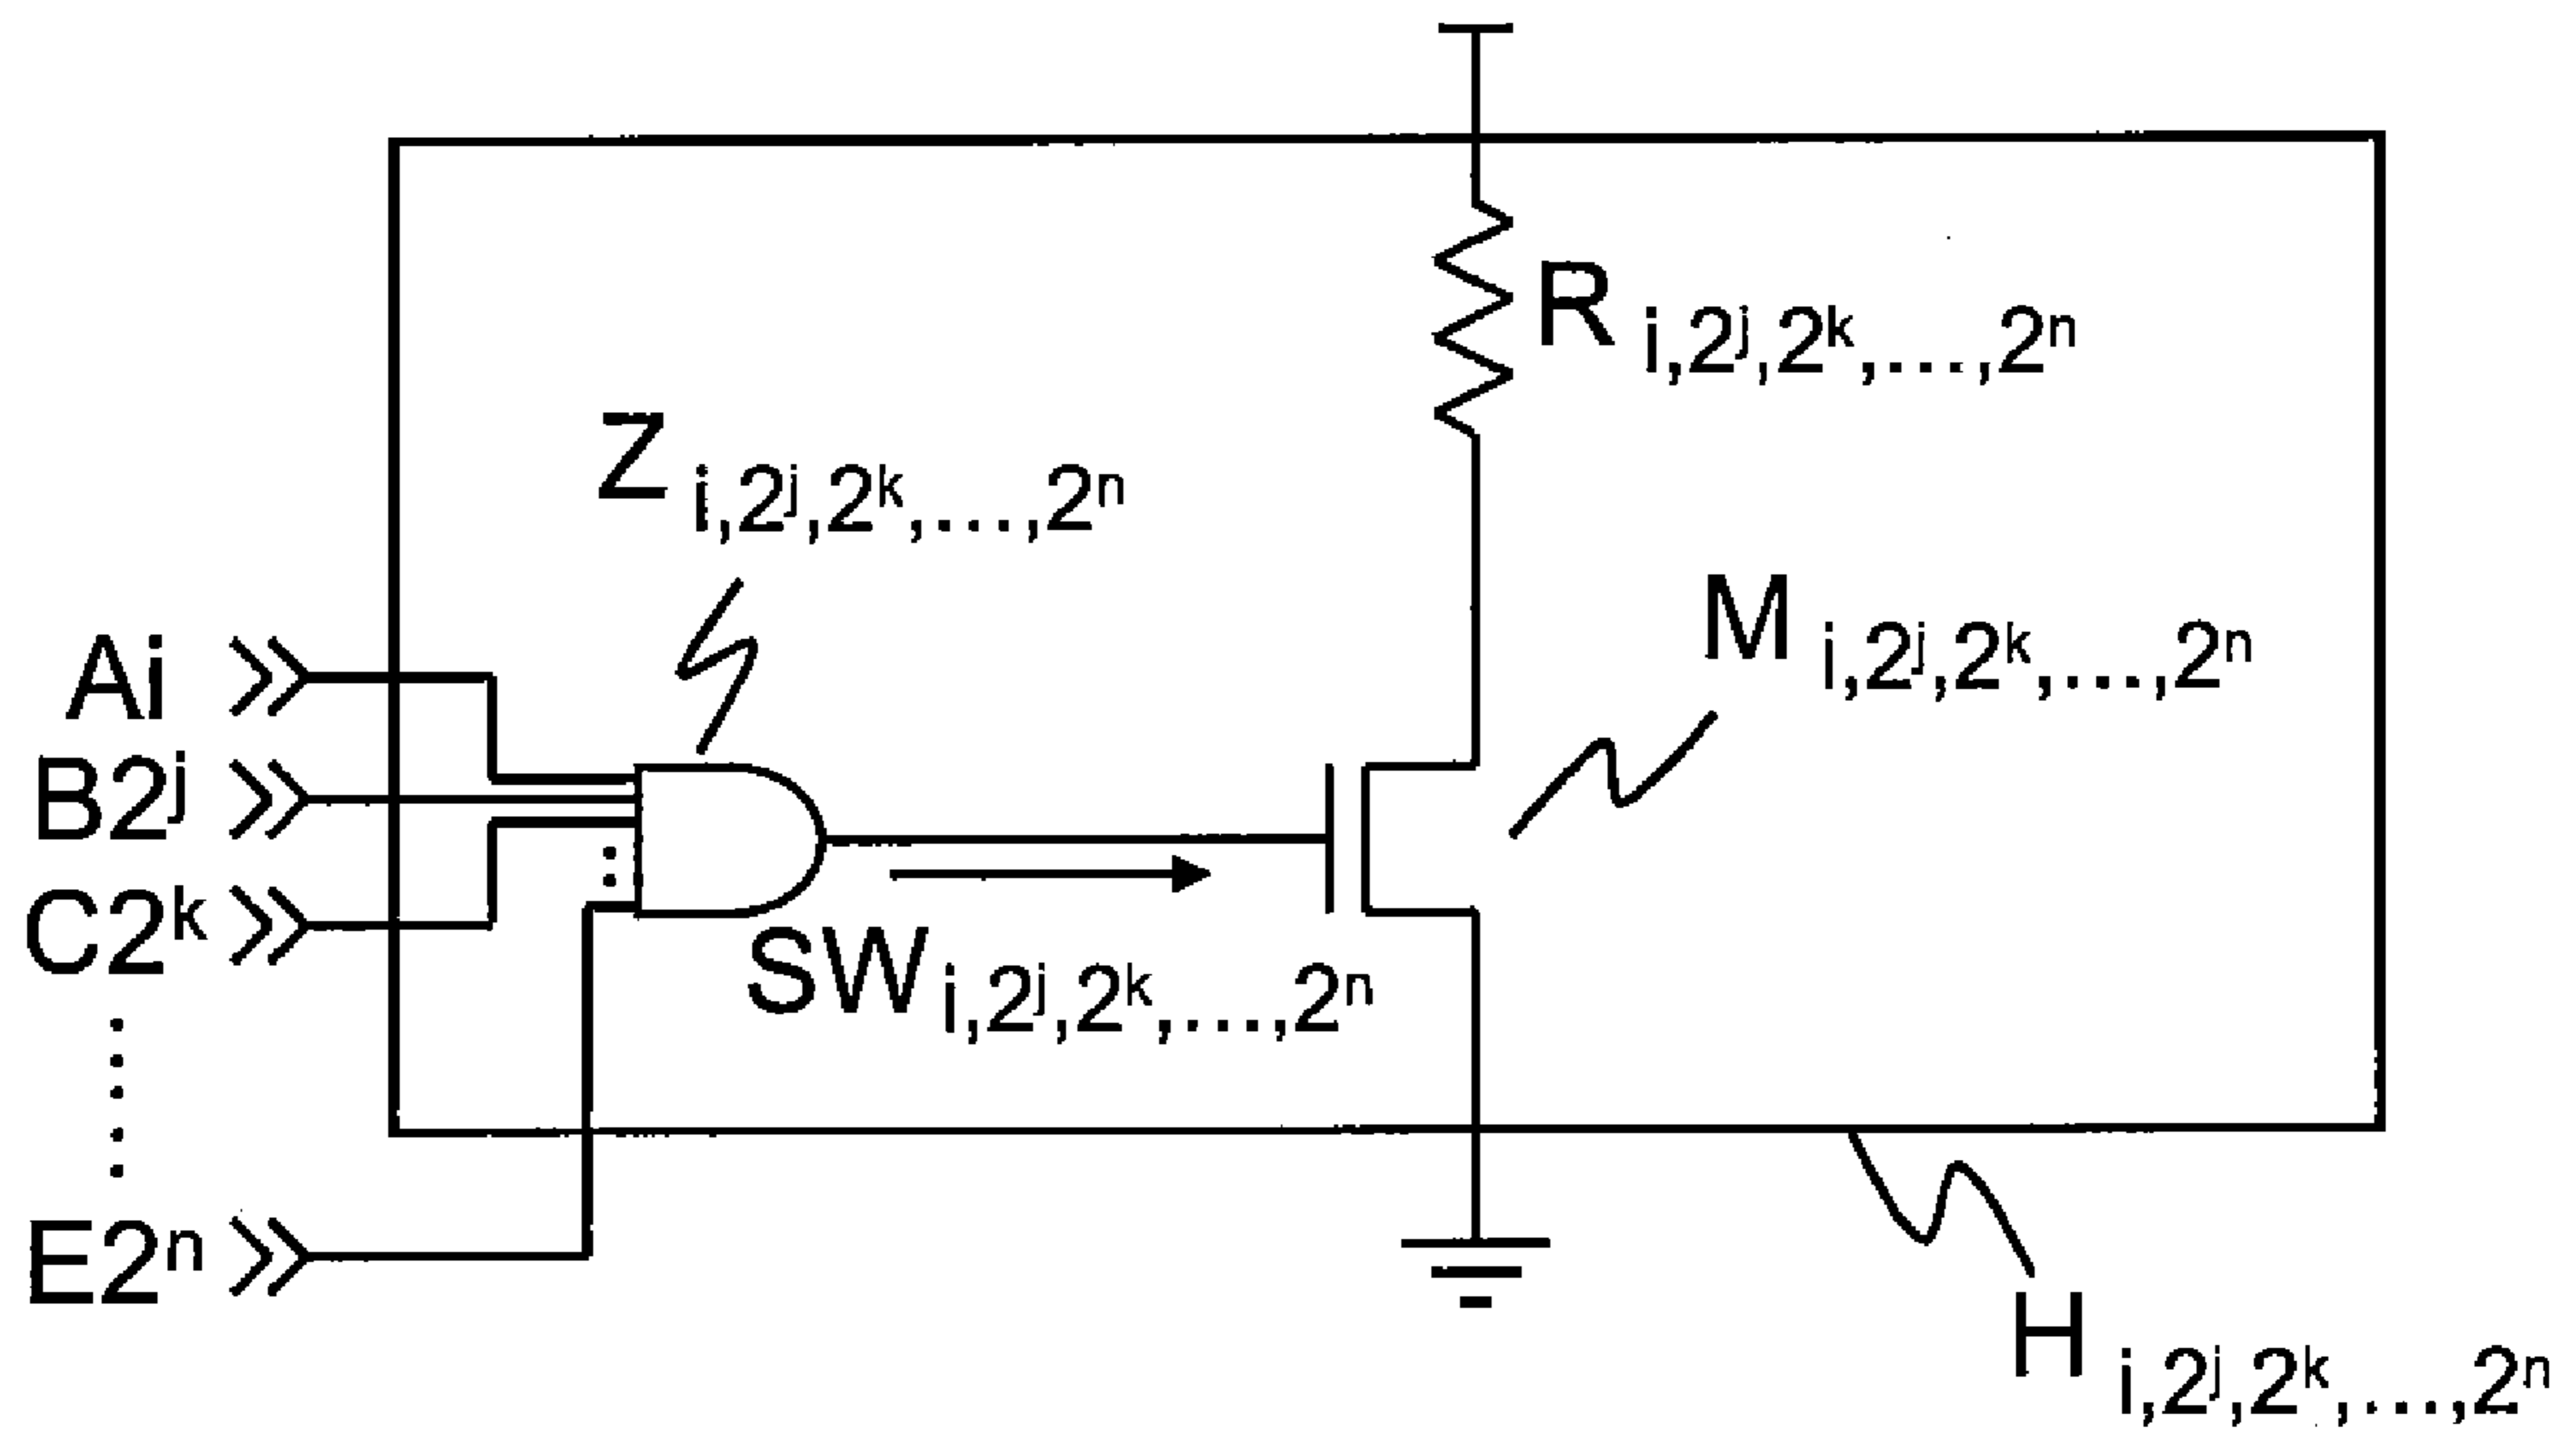 R i,2ʲ,2ᵏ,...,2ⁿ
Z i,2ʲ,2ᵏ,...,2ⁿ
M i,2ʲ,2ᵏ,...,2ⁿ
Ai
B2ʲ
C2ᵏ
SW i,2ʲ,2ᵏ,...,2ⁿ
E2ⁿ
H i,2ʲ,2ᵏ,...,2ⁿ